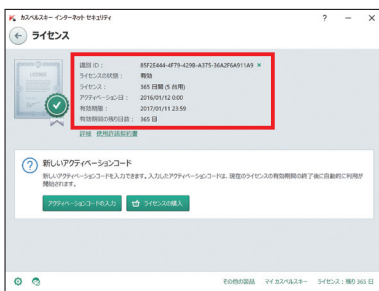 カスペルスキー インターネット セキュリティ
ライセンス
LICENSE
識別 ID： 85F2E444-4F79-429B-A375-36A2F6A911A9
ライセンスの状態： 有効
ライセンス： 365 日間 (5 台用)
アクティベーション日： 2016/01/12 0:00
有効期限： 2017/01/11 23:59
有効期間の残り日数： 365 日
詳細 使用許諾契約書
新しいアクティベーションコード
新しいアクティベーションコードを入力できます。入力したアクティベーションコードは、現在のライセンスの有効期間の終了後に自動的に利用が
開始されます。
アクティベーションコードの入力 ライセンスの購入
その他の製品 マイ カスペルスキー ライセンス：残り 365 日